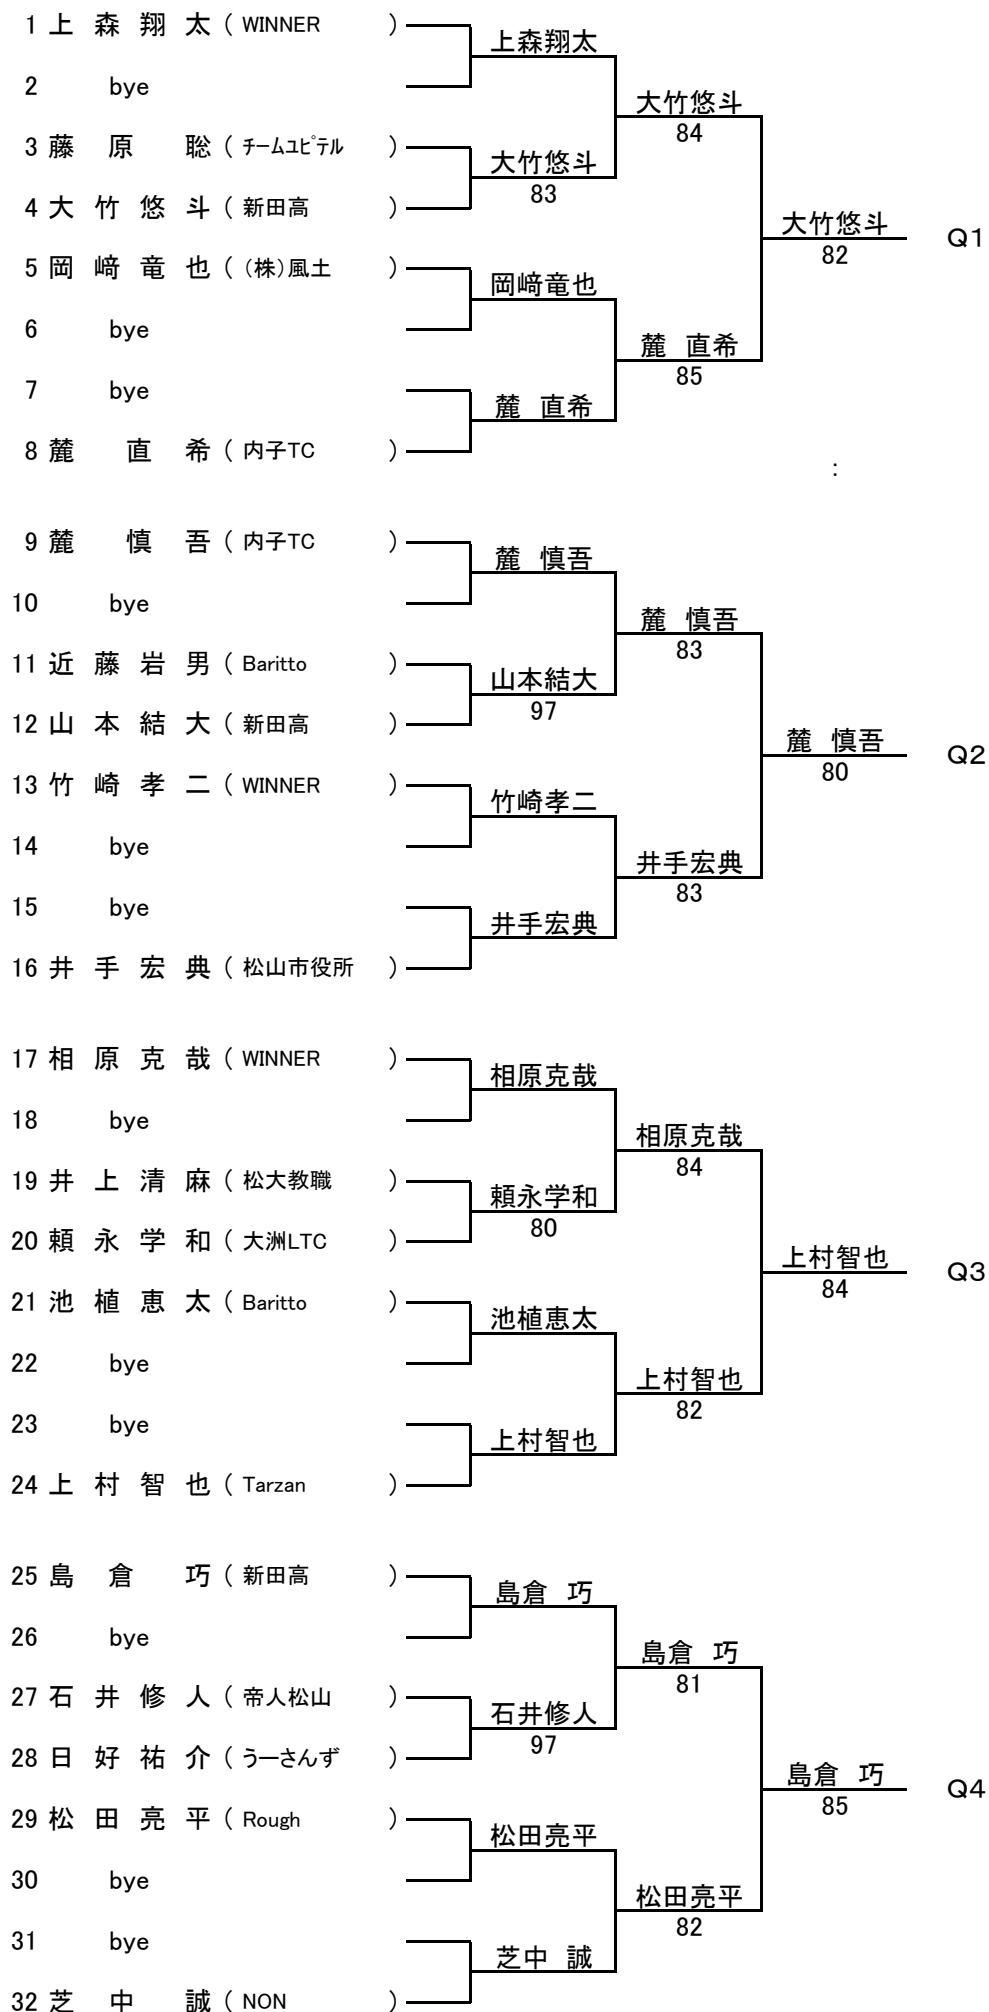 1 上 森 翔 太 ( WINNER )
上森翔太
2 bye
大竹悠斗
84
3 藤 原 聡 ( チームユピテル )
大竹悠斗
83
4 大 竹 悠 斗 ( 新田高 )
大竹悠斗 Q1
82
5 岡 﨑 竜 也 ( (株)風土 )
岡﨑竜也
6 bye
麓 直希
85
7 bye
麓 直希
8 麓 直 希 ( 内子TC )
:
9 麓 慎 吾 ( 内子TC )
麓 慎吾
10 bye
麓 慎吾
83
11 近 藤 岩 男 ( Baritto )
山本結大
97
12 山 本 結 大 ( 新田高 )
麓 慎吾 Q2
80
13 竹 崎 孝 二 ( WINNER )
竹崎孝二
14 bye
井手宏典
83
15 bye
井手宏典
16 井 手 宏 典 ( 松山市役所 )
17 相 原 克 哉 ( WINNER )
相原克哉
18 bye
相原克哉
84
19 井 上 清 麻 ( 松大教職 )
頼永学和
80
20 頼 永 学 和 ( 大洲LTC )
上村智也 Q3
84
21 池 植 恵 太 ( Baritto )
池植恵太
22 bye
上村智也
82
23 bye
上村智也
24 上 村 智 也 ( Tarzan )
25 島 倉 巧 ( 新田高 )
島倉 巧
26 bye
島倉 巧
81
27 石 井 修 人 ( 帝人松山 )
石井修人
97
28 日 好 祐 介 ( うーさんず )
島倉 巧 Q4
85
29 松 田 亮 平 ( Rough )
松田亮平
30 bye
松田亮平
82
31 bye
芝中 誠
32 芝 中 誠 ( NON )